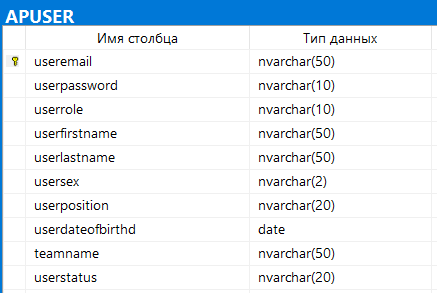 APUSER
Имя столбца Тип данных
useremail nvarchar(50)
userpassword nvarchar(10)
userrole nvarchar(10)
userfirstname nvarchar(50)
userlastname nvarchar(50)
usersex nvarchar(2)
userposition nvarchar(20)
userdateofbirthd date
teamname nvarchar(50)
userstatus nvarchar(20)